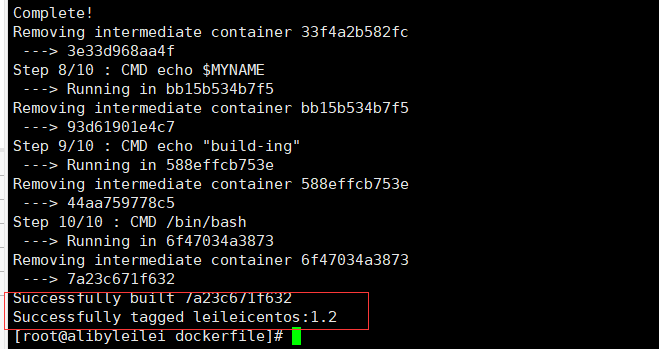 Complete!
Removing intermediate container 33f4a2b582fc
 ---> 3e33d968aa4f
Step 8/10 : CMD echo $MYNAME
 ---> Running in bb15b534b7f5
Removing intermediate container bb15b534b7f5
 ---> 93d61901e4c7
Step 9/10 : CMD echo "build-ing"
 ---> Running in 588effcb753e
Removing intermediate container 588effcb753e
 ---> 44aa759778c5
Step 10/10 : CMD /bin/bash
 ---> Running in 6f47034a3873
Removing intermediate container 6f47034a3873
 ---> 7a23c671f632
Successfully built 7a23c671f632
Successfully tagged leileicentos:1.2
[root@alibyleilei dockerfile]#